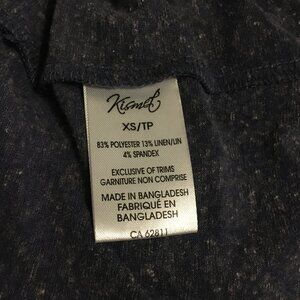 Kismet
XS/TP
83% POLYESTER 13% LINEN/LIN
4% SPANDEX
EXCLUSIVE OF TRIMS
GARNITURE NON COMPRISE
MADE IN BANGLADESH
FABRIQUÉ EN
BANGLADESH
CA 62811